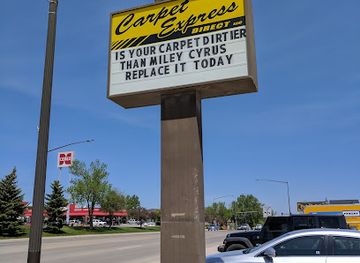 Carpet Express
DIRECT
IS YOUR CARPET DIRTIER
THAN MILEY CYRUS
REPLACE IT TODAY